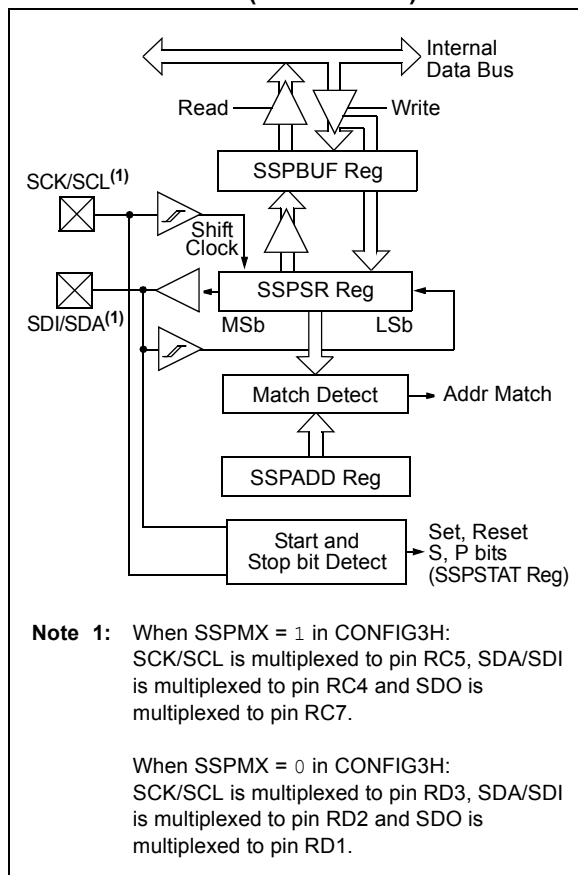 Internal
Data Bus
Read
Write
SSPBUF Reg
SCK/SCL(1)
Shift
Clock
SSPSR Reg
SDI/SDA(1)
MSb
LSb
Match Detect
Addr Match
SSPADD Reg
Start and
Stop bit Detect
Set, Reset
S, P bits
(SSPSTAT Reg)
Note 1: When SSPMX = 1 in CONFIG3H:
SCK/SCL is multiplexed to pin RC5, SDA/SDI
is multiplexed to pin RC4 and SDO is
multiplexed to pin RC7.
When SSPMX = 0 in CONFIG3H:
SCK/SCL is multiplexed to pin RD3, SDA/SDI
is multiplexed to pin RD2 and SDO is
multiplexed to pin RD1.